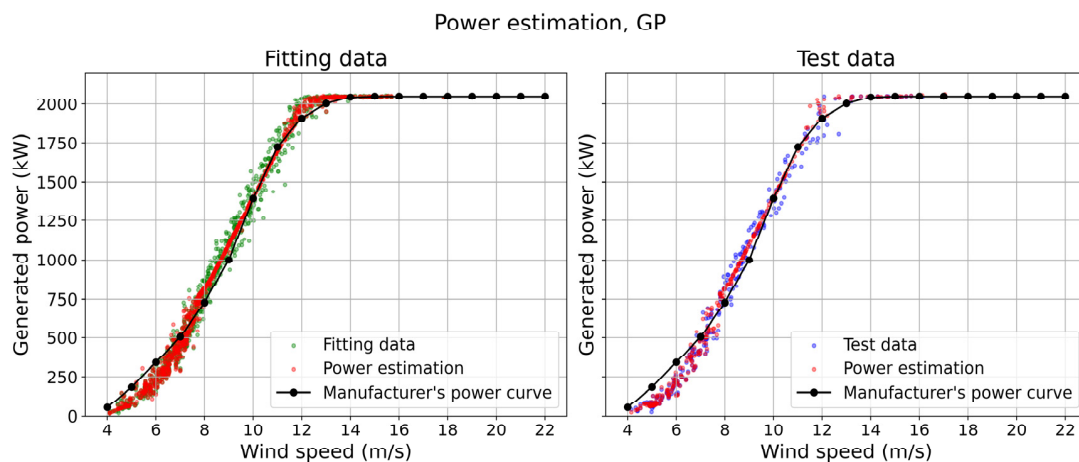 Power estimation, GP
Fitting data
Generated power (kW)
2000
1750
1500
1250
1000
750
500
250
0
Fitting data
Power estimation
Manufacturer's power curve
4 6 8 10 12 14 16 18 20 22
Wind speed (m/s)
Test data
Generated power (kW)
Test data
Power estimation
Manufacturer's power curve
4 6 8 10 12 14 16 18 20 22
Wind speed (m/s)